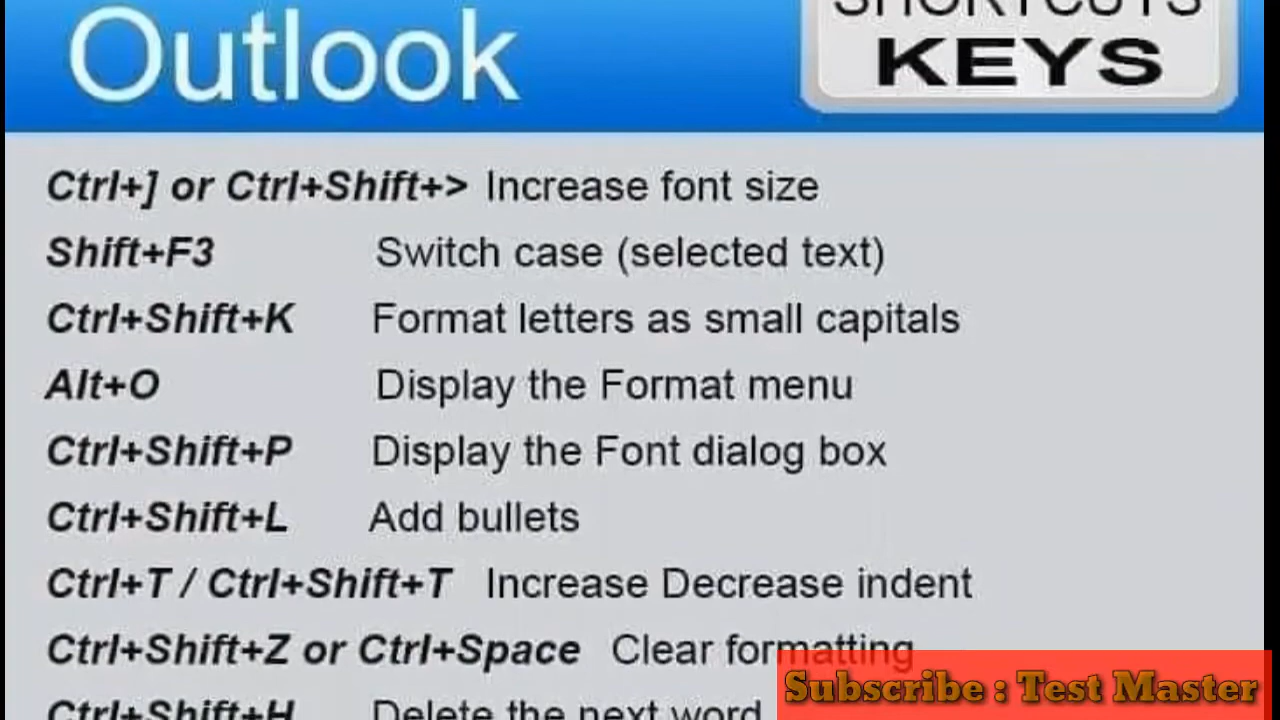 Outlook
SHORTCUTS
KEYS
Ctrl+] or Ctrl+Shift+> Increase font size
Shift+F3 Switch case (selected text)
Ctrl+Shift+K Format letters as small capitals
Alt+O Display the Format menu
Ctrl+Shift+P Display the Font dialog box
Ctrl+Shift+L Add bullets
Ctrl+T / Ctrl+Shift+T Increase Decrease indent
Ctrl+Shift+Z or Ctrl+Space Clear formatting
Ctrl+Shift+H Delete the next word
Subscribe : Test Master